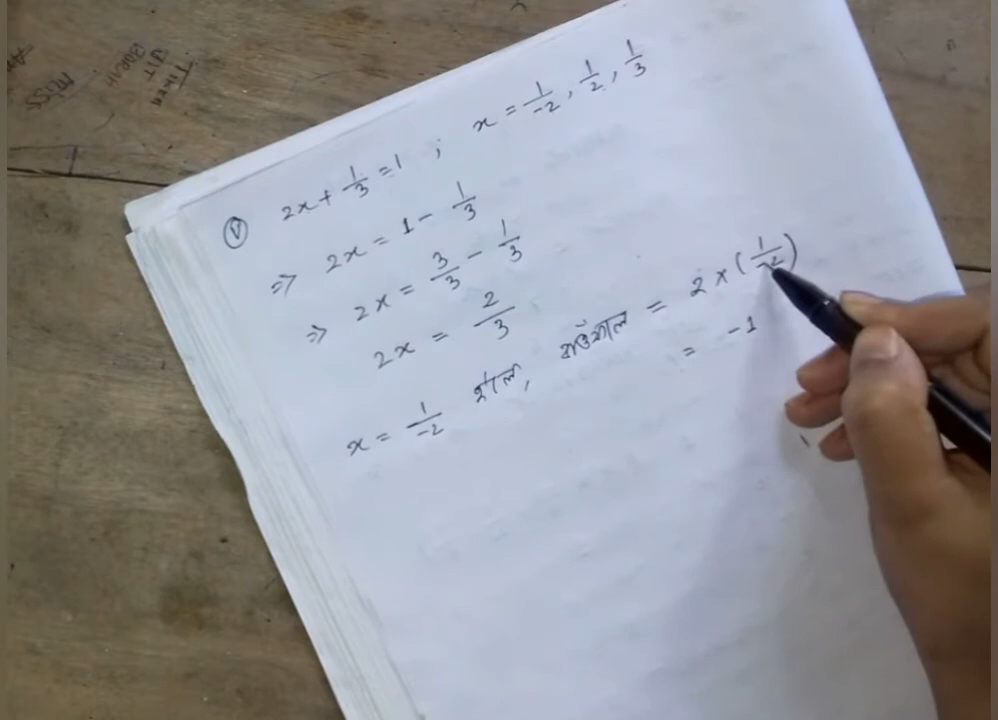 (v) 2x + 1/3 = 1 ; x = 1/-2, 1/2, 1/3
=> 2x = 1 - 1/3
=> 2x = 3/3 - 1/3
2x = 2/3
x = 1/-2 হলে, বাওঁফাল = 2 × (1/-2)
= -1